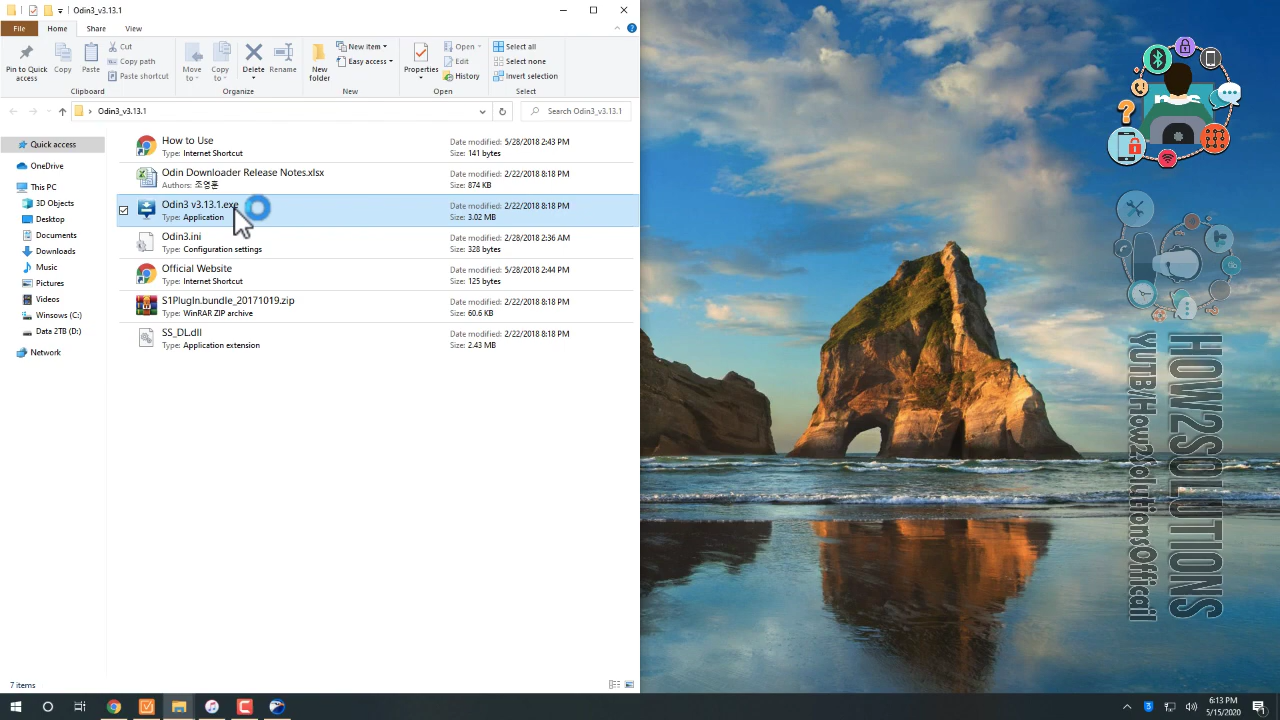 Odin3_v3.13.1
File Home Share View
Pin to Quick access
Copy
Paste
Cut
Copy path
Paste shortcut
Move to
Copy to
Delete
Rename
New folder
New item
Easy access
Properties
Open
Edit
History
Select all
Select none
Invert selection
Clipboard Organize New Open Select
Odin3_v3.13.1
Search Odin3_v3.13.1
Quick access
OneDrive
This PC
3D Objects
Desktop
Documents
Downloads
Music
Pictures
Videos
Windows (C:)
Data 2TB (D:)
Network
How to Use Date modified: 5/28/2018 2:43 PM
Type: Internet Shortcut Size: 141 bytes
Odin Downloader Release Notes.xlsx Date modified: 2/22/2018 8:18 PM
Authors: 조영훈 Size: 874 KB
Odin3 v3.13.1.exe Date modified: 2/22/2018 8:18 PM
Type: Application Size: 3.02 MB
Odin3.ini Date modified: 2/28/2018 2:36 AM
Type: Configuration settings Size: 328 bytes
Official Website Date modified: 5/28/2018 2:44 PM
Type: Internet Shortcut Size: 125 bytes
S1PlugIn.bundle_20171019.zip Date modified: 2/22/2018 8:18 PM
Type: WinRAR ZIP archive Size: 60.6 KB
SS_DL.dll Date modified: 2/22/2018 8:18 PM
Type: Application extension Size: 2.43 MB
7 items
HOW2SOLUTIONS
YUTB/How2SolutionsOfficail
6:13 PM
5/15/2020
1